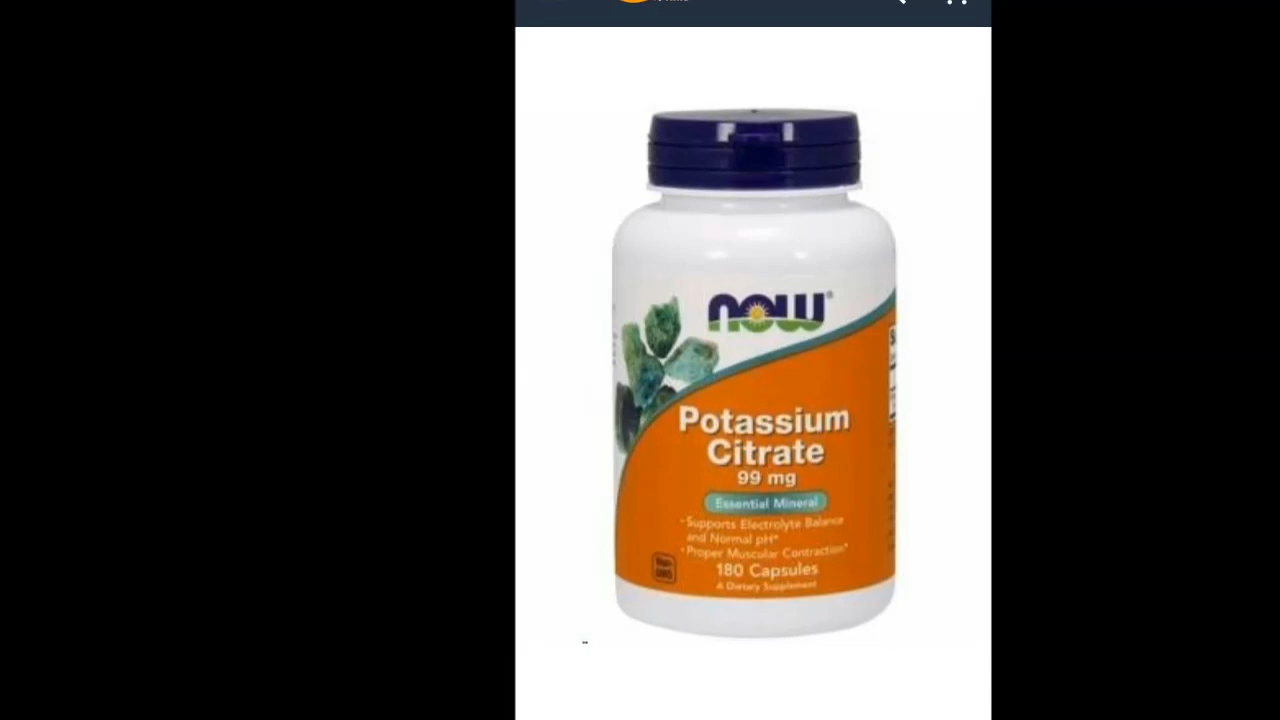 now®
Potassium
Citrate
99 mg
Essential Mineral
• Supports Electrolyte Balance
and Normal pH*
• Proper Muscular Contraction*
180 Capsules
A Dietary Supplement